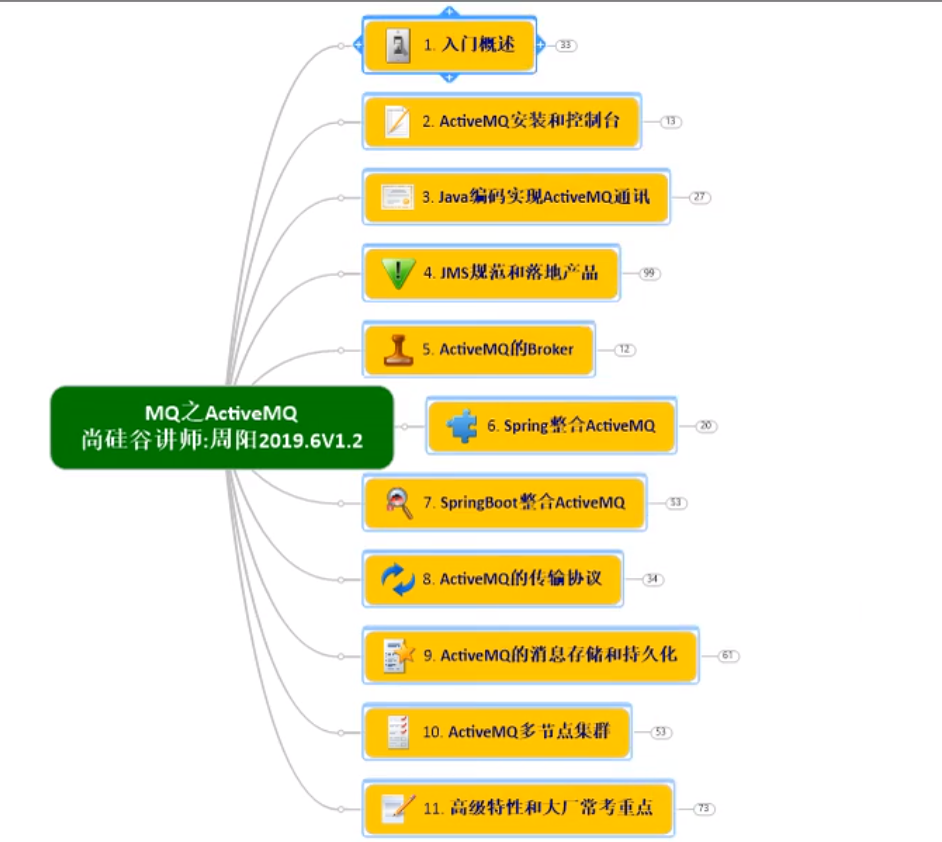 1. 入门概述
33
2. ActiveMQ安装和控制台
13
3. Java编码实现ActiveMQ通讯
27
4. JMS规范和落地产品
99
5. ActiveMQ的Broker
12
MQ之ActiveMQ
尚硅谷讲师:周阳2019.6V1.2
6. Spring整合ActiveMQ
20
7. SpringBoot整合ActiveMQ
53
8. ActiveMQ的传输协议
34
9. ActiveMQ的消息存储和持久化
61
10. ActiveMQ多节点集群
53
11. 高级特性和大厂常考重点
73